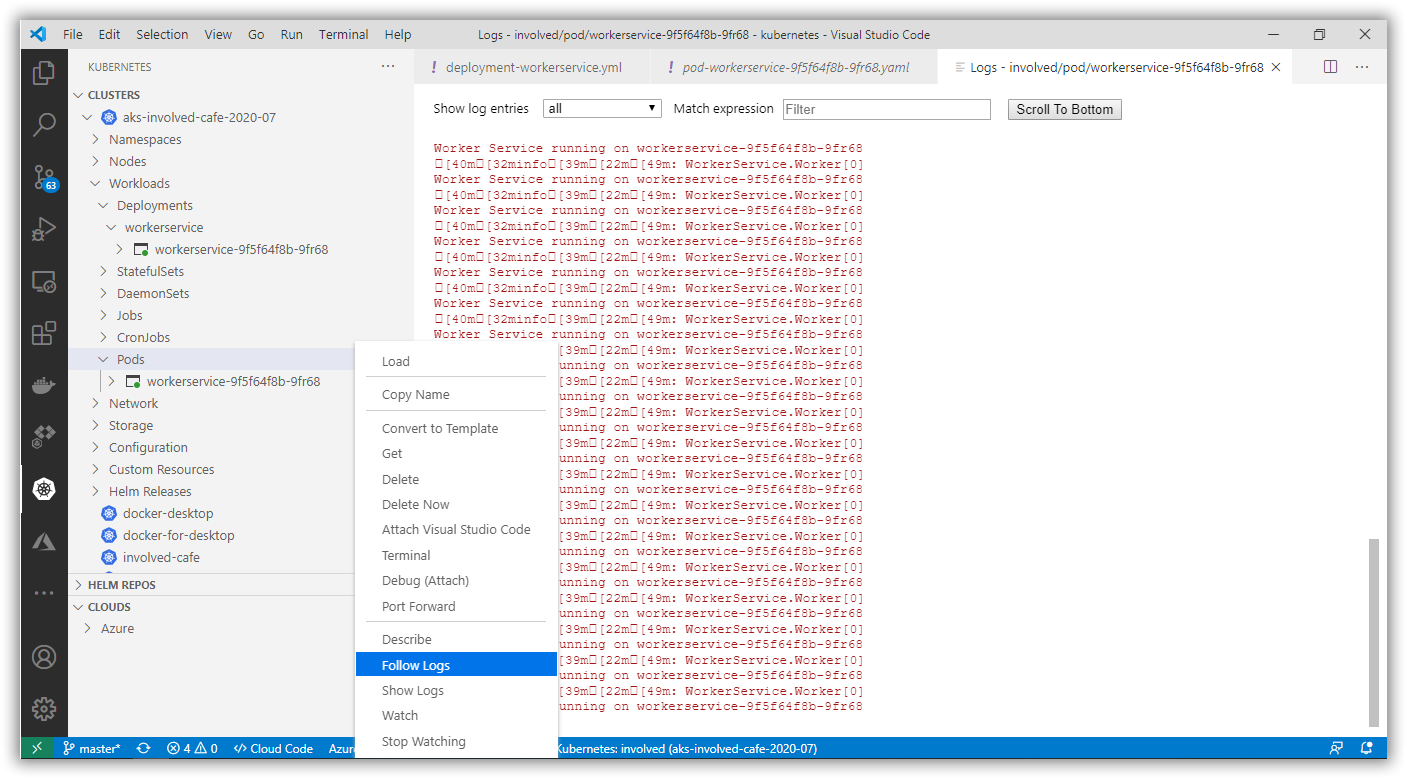 File Edit Selection View Go Run Terminal Help
Logs - involved/pod/workerservice-9f5f64f8b-9fr68 - kubernetes - Visual Studio Code
KUBERNETES
CLUSTERS
aks-involved-cafe-2020-07
Namespaces
Nodes
Workloads
Deployments
workerservice
workerservice-9f5f64f8b-9fr68
StatefulSets
DaemonSets
Jobs
CronJobs
Pods
workerservice-9f5f64f8b-9fr68
Network
Storage
Configuration
Custom Resources
Helm Releases
docker-desktop
docker-for-desktop
involved-cafe
HELM REPOS
CLOUDS
Azure
63
! deployment-workerservice.yml
! pod-workerservice-9f5f64f8b-9fr68.yaml
Logs - involved/pod/workerservice-9f5f64f8b-9fr68
Show log entries all Match expression Filter Scroll To Bottom
Worker Service running on workerservice-9f5f64f8b-9fr68
[40m [32minfo [39m [22m [49m: WorkerService.Worker[0]
Worker Service running on workerservice-9f5f64f8b-9fr68
[40m [32minfo [39m [22m [49m: WorkerService.Worker[0]
Worker Service running on workerservice-9f5f64f8b-9fr68
[40m [32minfo [39m [22m [49m: WorkerService.Worker[0]
Worker Service running on workerservice-9f5f64f8b-9fr68
[40m [32minfo [39m [22m [49m: WorkerService.Worker[0]
Worker Service running on workerservice-9f5f64f8b-9fr68
[40m [32minfo [39m [22m [49m: WorkerService.Worker[0]
Worker Service running on workerservice-9f5f64f8b-9fr68
[40m [32minfo [39m [22m [49m: WorkerService.Worker[0]
Worker Service running on workerservice-9f5f64f8b-9fr68
[39m [22m [49m: WorkerService.Worker[0]
unning on workerservice-9f5f64f8b-9fr68
[39m [22m [49m: WorkerService.Worker[0]
unning on workerservice-9f5f64f8b-9fr68
[39m [22m [49m: WorkerService.Worker[0]
unning on workerservice-9f5f64f8b-9fr68
[39m [22m [49m: WorkerService.Worker[0]
unning on workerservice-9f5f64f8b-9fr68
[39m [22m [49m: WorkerService.Worker[0]
unning on workerservice-9f5f64f8b-9fr68
[39m [22m [49m: WorkerService.Worker[0]
unning on workerservice-9f5f64f8b-9fr68
[39m [22m [49m: WorkerService.Worker[0]
unning on workerservice-9f5f64f8b-9fr68
[39m [22m [49m: WorkerService.Worker[0]
unning on workerservice-9f5f64f8b-9fr68
[39m [22m [49m: WorkerService.Worker[0]
unning on workerservice-9f5f64f8b-9fr68
[39m [22m [49m: WorkerService.Worker[0]
unning on workerservice-9f5f64f8b-9fr68
[39m [22m [49m: WorkerService.Worker[0]
unning on workerservice-9f5f64f8b-9fr68
[39m [22m [49m: WorkerService.Worker[0]
unning on workerservice-9f5f64f8b-9fr68
Load
Copy Name
Convert to Template
Get
Delete
Delete Now
Attach Visual Studio Code
Terminal
Debug (Attach)
Port Forward
Describe
Follow Logs
Show Logs
Watch
Stop Watching
master* 4 0 Cloud Code Azur Kubernetes: involved (aks-involved-cafe-2020-07)